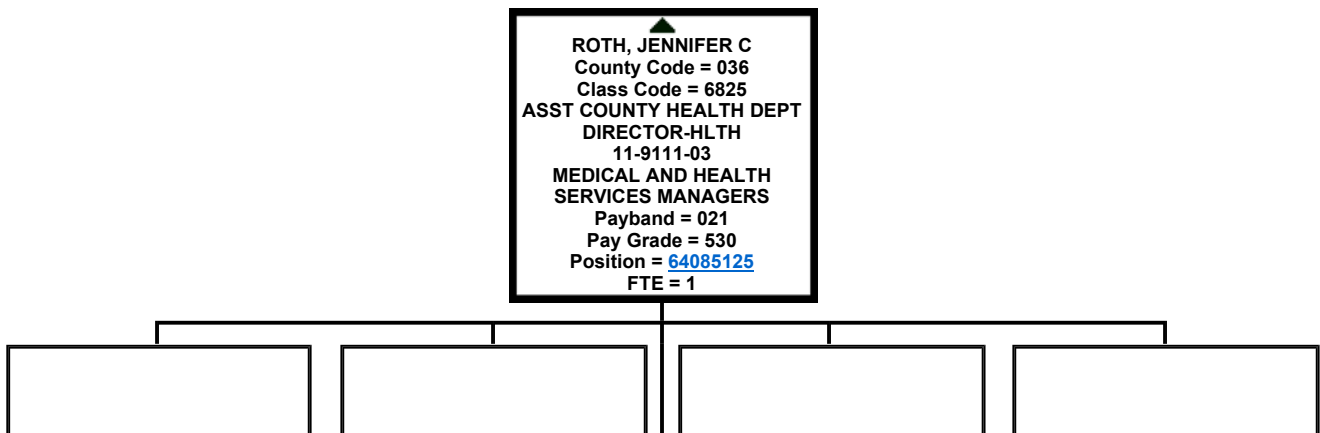 ROTH, JENNIFER C
County Code = 036
Class Code = 6825
ASST COUNTY HEALTH DEPT
DIRECTOR-HLTH
11-9111-03
MEDICAL AND HEALTH
SERVICES MANAGERS
Payband = 021
Pay Grade = 530
Position = 64085125
FTE = 1